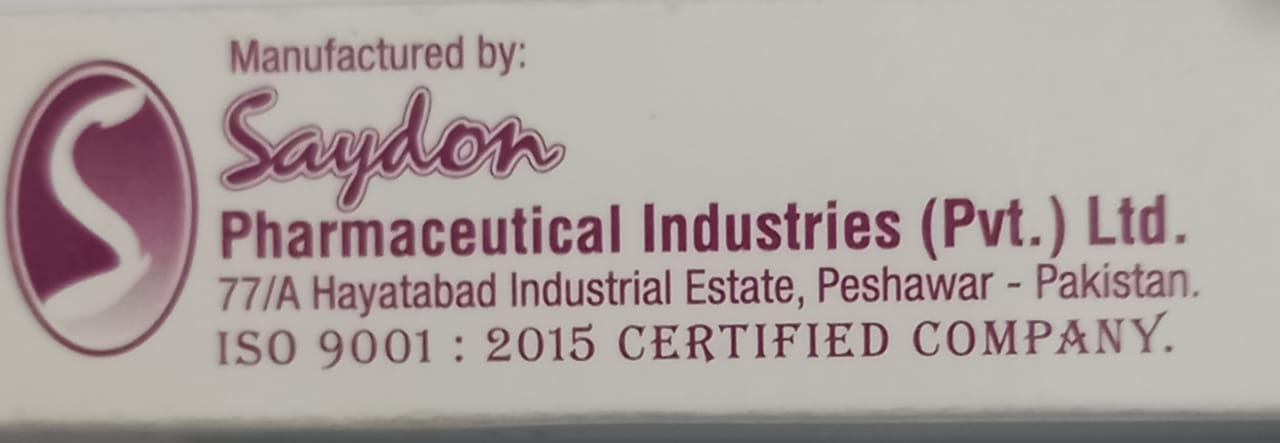 Manufactured by:
Saydon
Pharmaceutical Industries (Pvt.) Ltd.
77/A Hayatabad Industrial Estate, Peshawar - Pakistan.
ISO 9001 : 2015 CERTIFIED COMPANY.